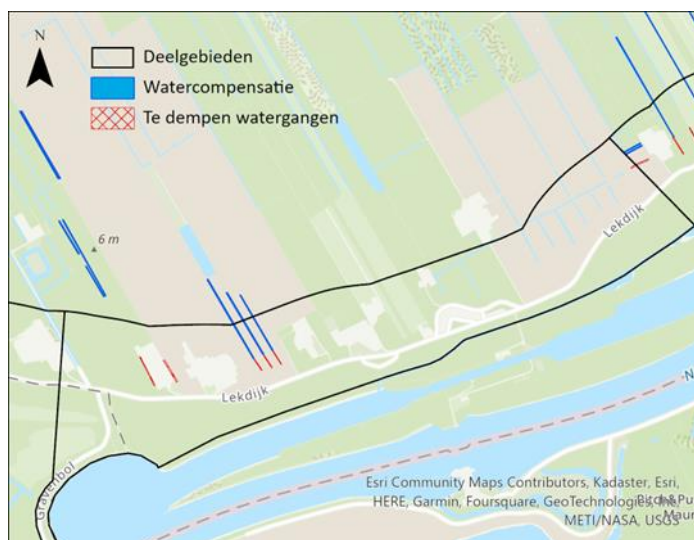 N
Deelgebieden
Watercompensatie
Te dempen watergangen
6 m
Lekdijk
Lekdijk
Gravenbol
N
Esri Community Maps Contributors, Kadaster, Esri,
HERE, Garmin, Foursquare, GeoTechnologies, Inc,
METI/NASA, USGS